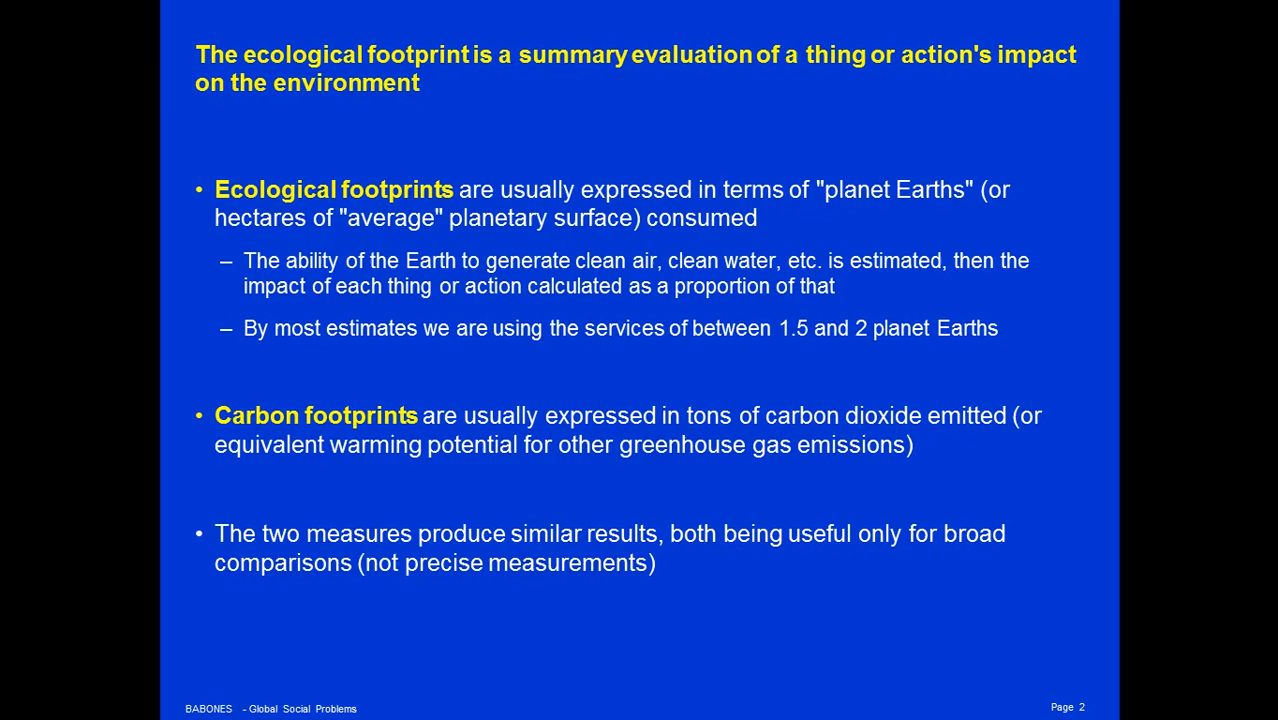 The ecological footprint is a summary evaluation of a thing or action's impact
on the environment
• Ecological footprints are usually expressed in terms of "planet Earths" (or
hectares of "average" planetary surface) consumed
– The ability of the Earth to generate clean air, clean water, etc. is estimated, then the
impact of each thing or action calculated as a proportion of that
– By most estimates we are using the services of between 1.5 and 2 planet Earths
• Carbon footprints are usually expressed in tons of carbon dioxide emitted (or
equivalent warming potential for other greenhouse gas emissions)
• The two measures produce similar results, both being useful only for broad
comparisons (not precise measurements)
BABONES - Global Social Problems
Page 2